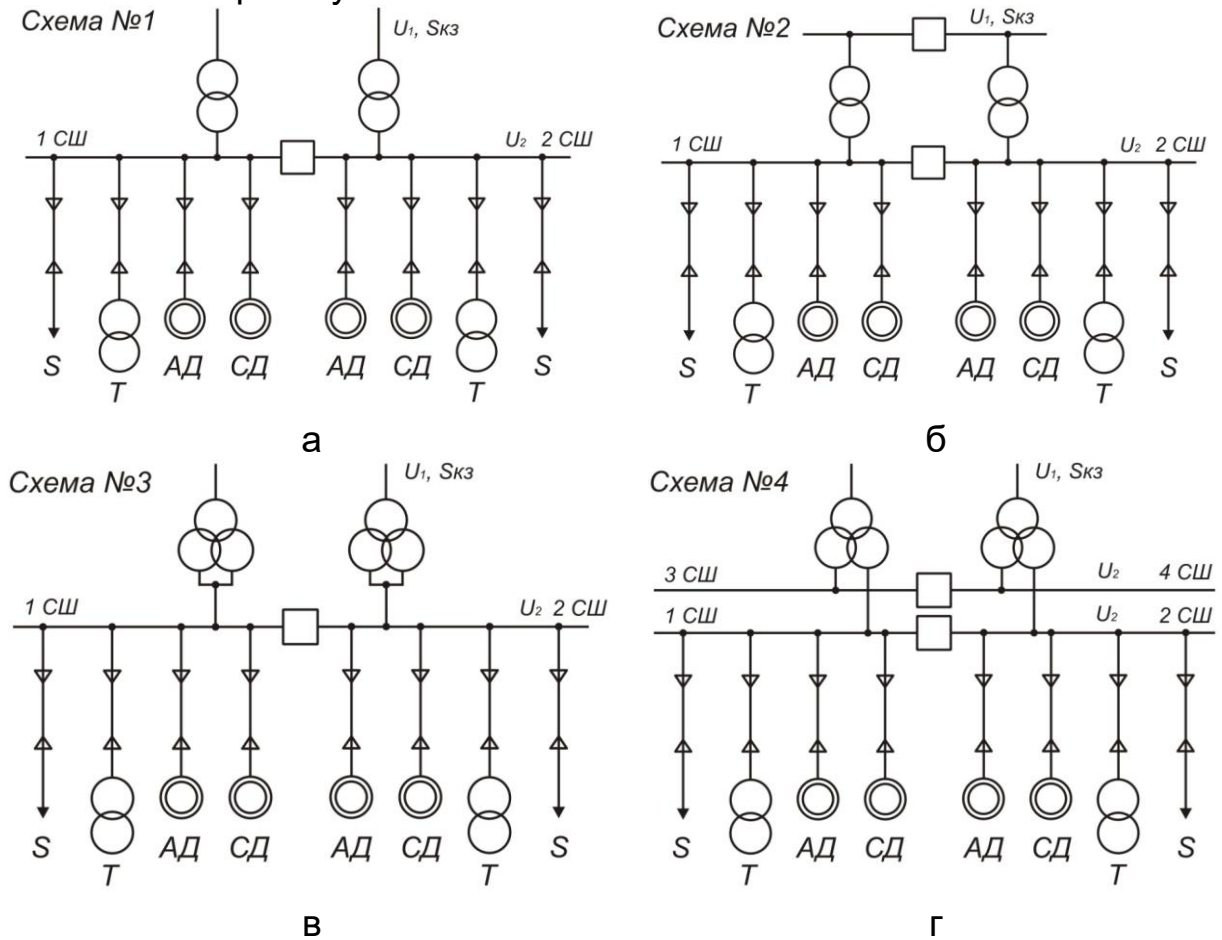 Схема №1
U₁, Sкз
1 СШ
U₂ 2 СШ
S
Т
АД
СД
АД
СД
Т
S
а
Схема №2
U₁, Sкз
1 СШ
U₂ 2 СШ
S
Т
АД
СД
АД
СД
Т
S
б
Схема №3
U₁, Sкз
1 СШ
U₂ 2 СШ
S
Т
АД
СД
АД
СД
Т
S
в
Схема №4
U₁, Sкз
3 СШ
U₂ 4 СШ
1 СШ
U₂ 2 СШ
S
Т
АД
СД
АД
СД
Т
S
г